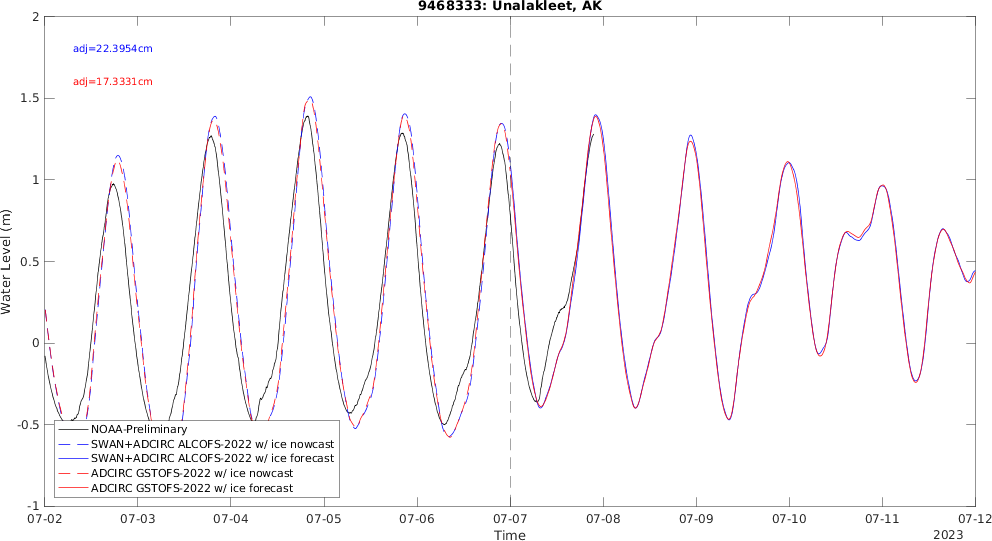 9468333: Unalakleet, AK
2
adj=22.3954cm
adj=17.3331cm
1.5
1
0.5
0
-0.5
-1
Water Level (m)
NOAA-Preliminary
SWAN+ADCIRC ALCOFS-2022 w/ ice nowcast
SWAN+ADCIRC ALCOFS-2022 w/ ice forecast
ADCIRC GSTOFS-2022 w/ ice nowcast
ADCIRC GSTOFS-2022 w/ ice forecast
07-02 07-03 07-04 07-05 07-06 07-07 07-08 07-09 07-10 07-11 07-12
Time
2023